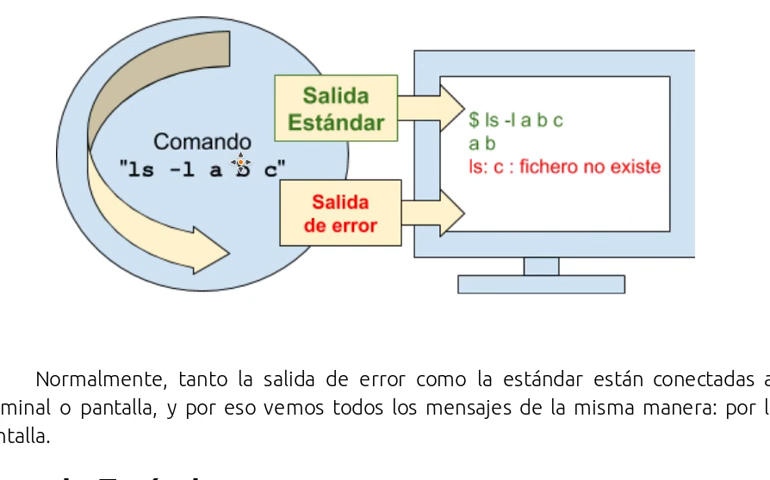 Comando
"ls -l a b c"
Salida
Estándar
Salida
de error
$ ls -l a b c
a b
ls: c : fichero no existe
Normalmente, tanto la salida de error como la estándar están conectadas a
minal o pantalla, y por eso vemos todos los mensajes de la misma manera: por l
ntalla.